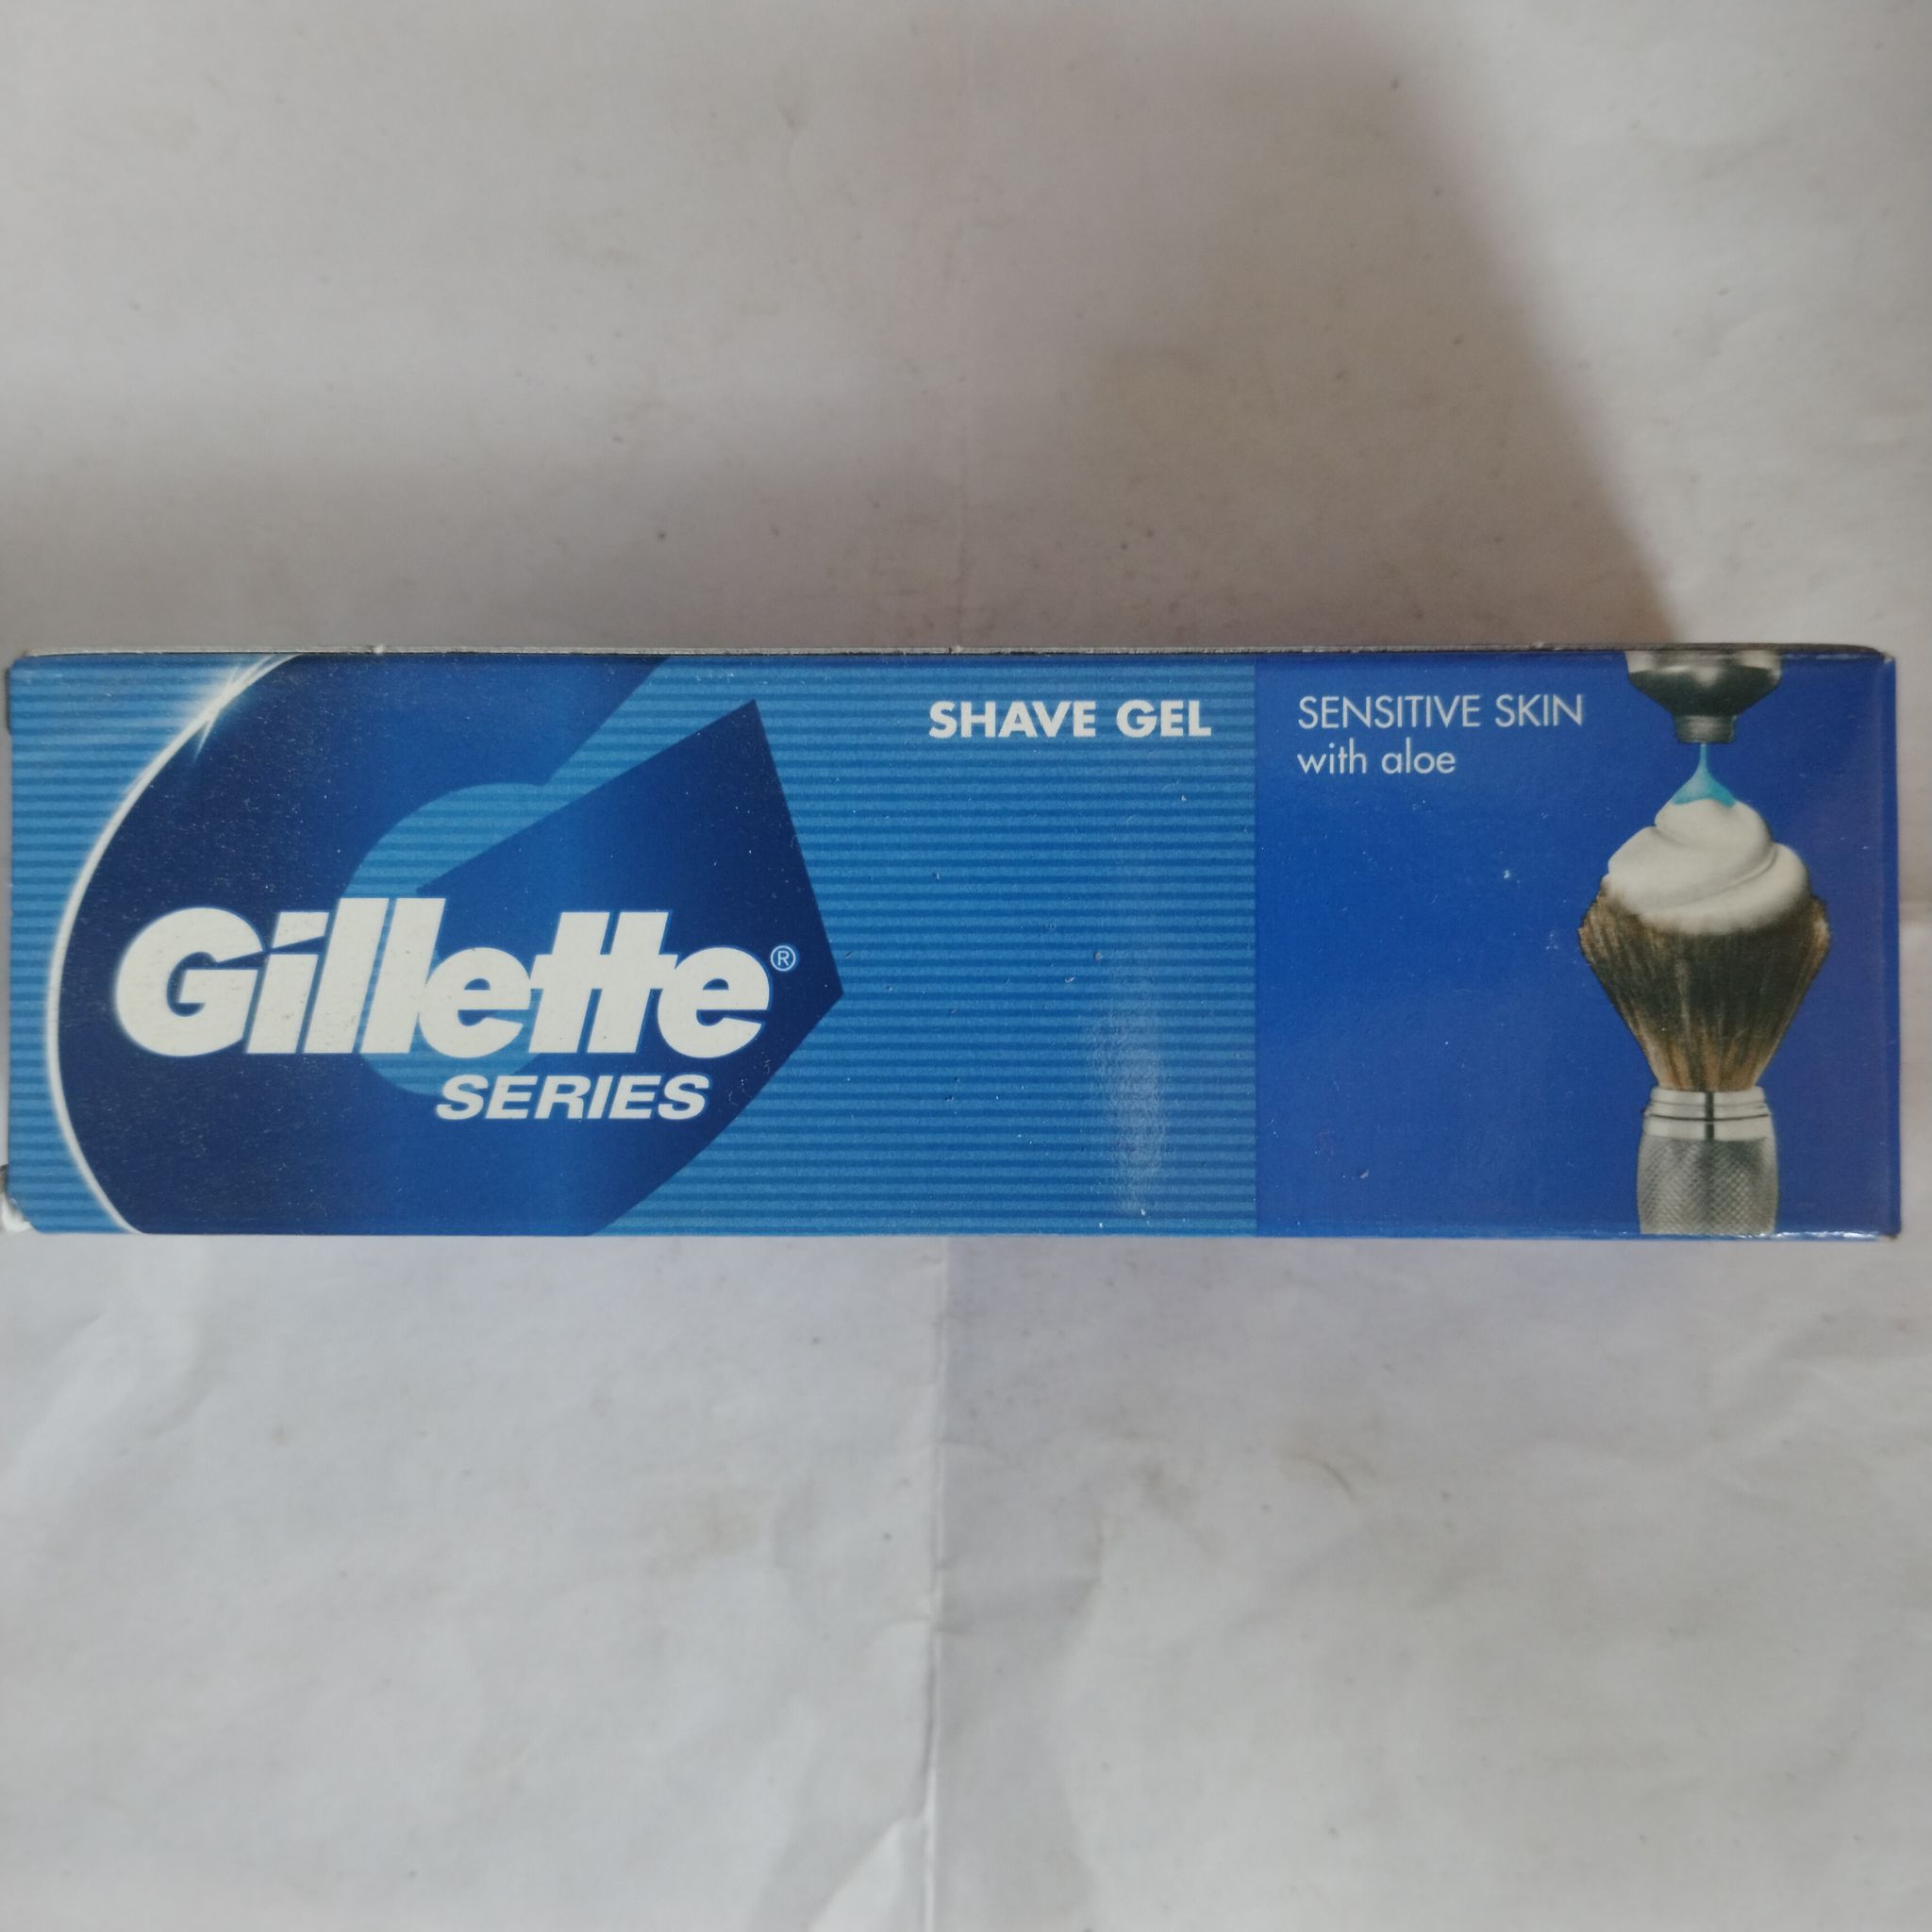 Gillette®
SERIES
SHAVE GEL
SENSITIVE SKIN
with aloe